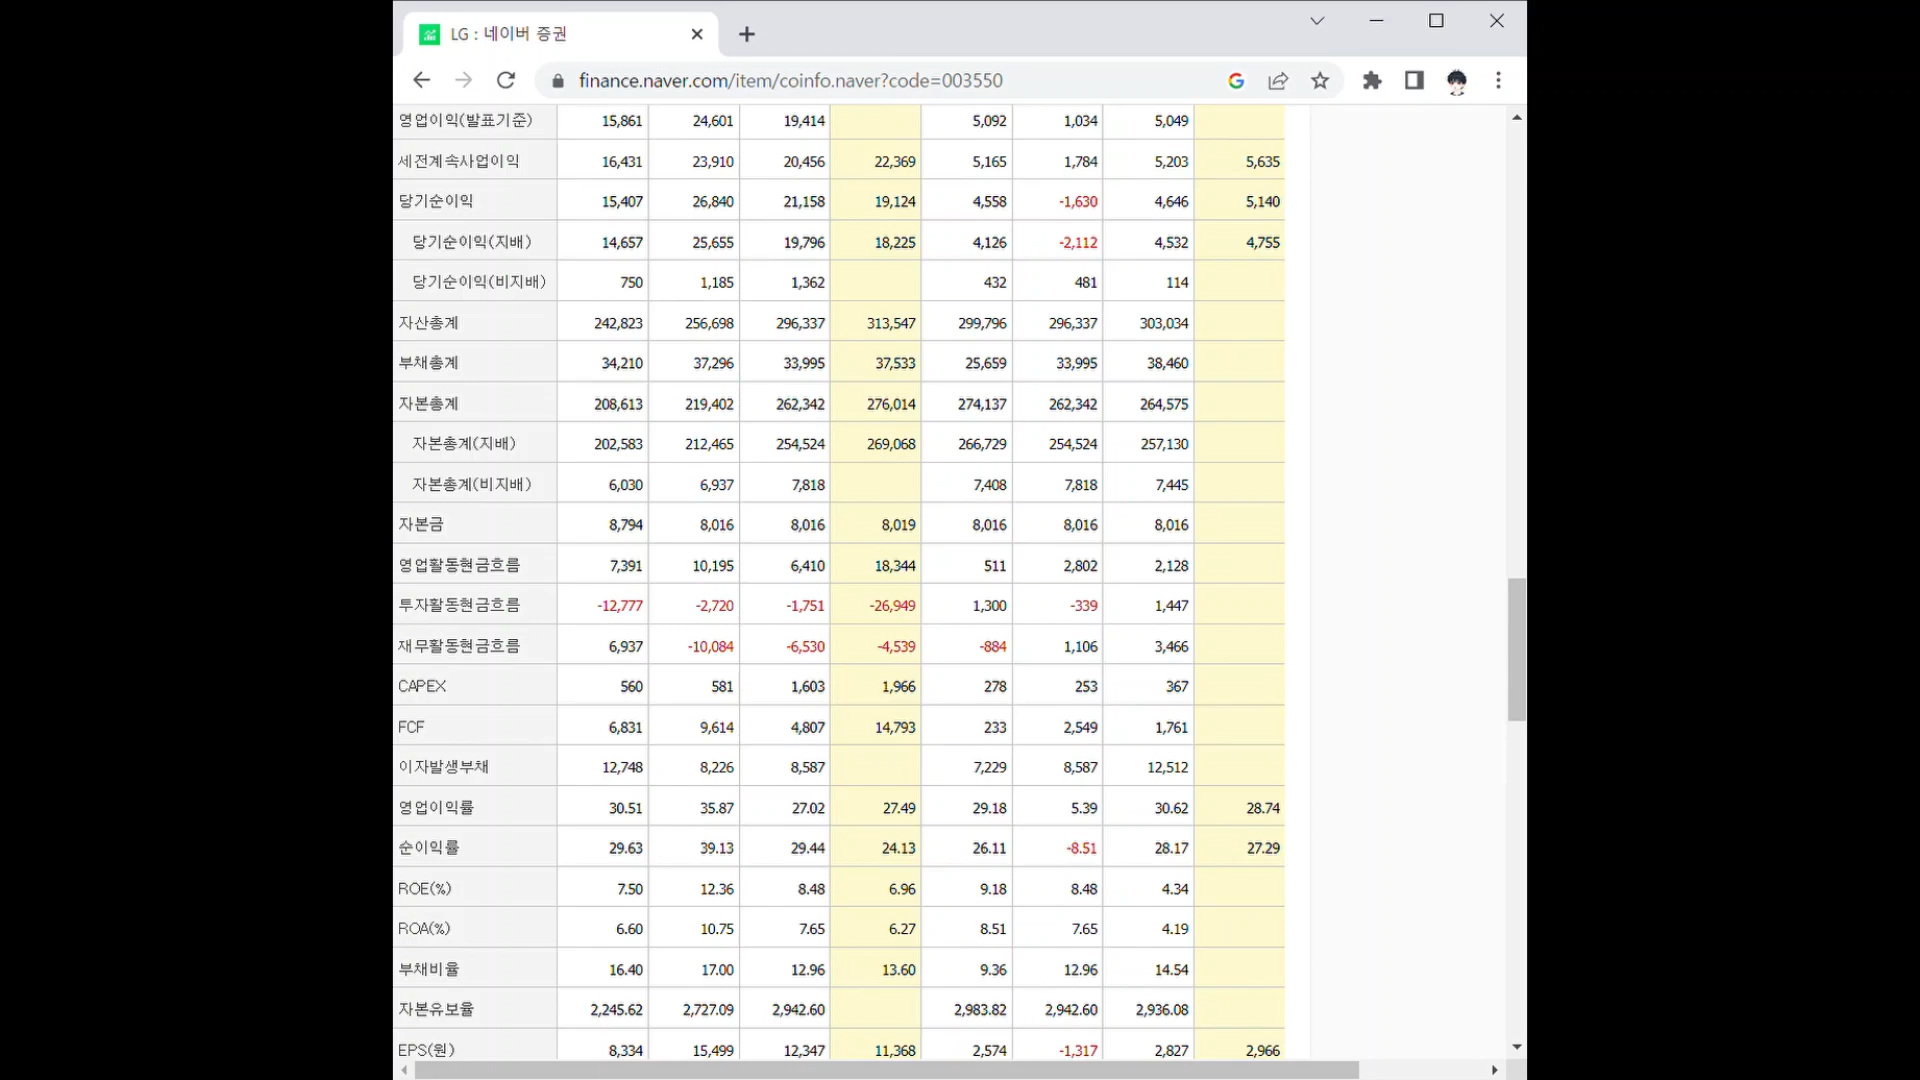 LG : 네이버 증권
finance.naver.com/item/coinfo.naver?code=003550
영업이익(발표기준) 15,861 24,601 19,414 5,092 1,034 5,049
세전계속사업이익 16,431 23,910 20,456 22,369 5,165 1,784 5,203 5,635
당기순이익 15,407 26,840 21,158 19,124 4,558 -1,630 4,646 5,140
당기순이익(지배) 14,657 25,655 19,796 18,225 4,126 -2,112 4,532 4,755
당기순이익(비지배) 750 1,185 1,362 432 481 114
자산총계 242,823 256,698 296,337 313,547 299,796 296,337 303,034
부채총계 34,210 37,296 33,995 37,533 25,659 33,995 38,460
자본총계 208,613 219,402 262,342 276,014 274,137 262,342 264,575
자본총계(지배) 202,583 212,465 254,524 269,068 266,729 254,524 257,130
자본총계(비지배) 6,030 6,937 7,818 7,408 7,818 7,445
자본금 8,794 8,016 8,016 8,019 8,016 8,016 8,016
영업활동현금흐름 7,391 10,195 6,410 18,344 511 2,802 2,128
투자활동현금흐름 -12,777 -2,720 -1,751 -26,949 1,300 -339 1,447
재무활동현금흐름 6,937 -10,084 -6,530 -4,539 -884 1,106 3,466
CAPEX 560 581 1,603 1,966 278 253 367
FCF 6,831 9,614 4,807 14,793 233 2,549 1,761
이자발생부채 12,748 8,226 8,587 7,229 8,587 12,512
영업이익률 30.51 35.87 27.02 27.49 29.18 5.39 30.62 28.74
순이익률 29.63 39.13 29.44 24.13 26.11 -8.51 28.17 27.29
ROE(%) 7.50 12.36 8.48 6.96 9.18 8.48 4.34
ROA(%) 6.60 10.75 7.65 6.27 8.51 7.65 4.19
부채비율 16.40 17.00 12.96 13.60 9.36 12.96 14.54
자본유보율 2,245.62 2,727.09 2,942.60 2,983.82 2,942.60 2,936.08
EPS(원) 8,334 15,499 12,347 11,368 2,574 -1,317 2,827 2,966